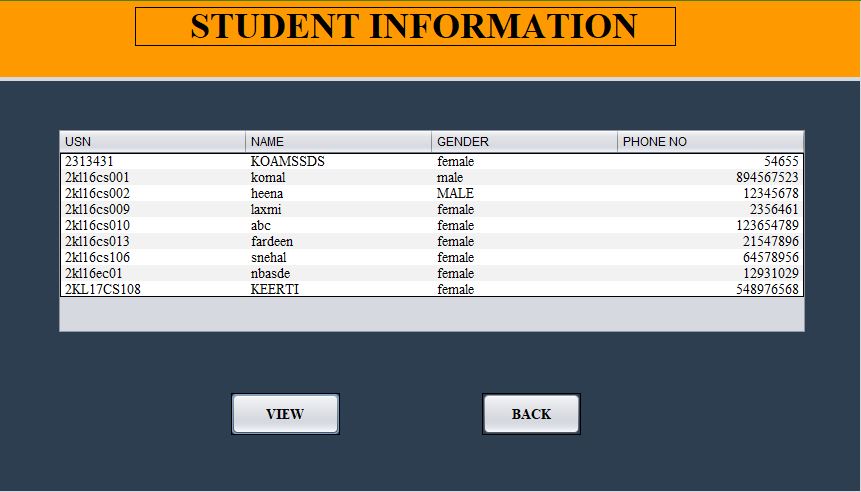 STUDENT INFORMATION
USN NAME GENDER PHONE NO
2313431 KOAMSSDS female 54655
2kl16cs001 komal male 894567523
2kl16cs002 heena MALE 12345678
2kl16cs009 laxmi female 2356461
2kl16cs010 abc female 123654789
2kl16cs013 fardeen female 21547896
2kl16cs106 snehal female 64578956
2kl16ec01 nbasde female 12931029
2KL17CS108 KEERTI female 548976568
VIEW BACK